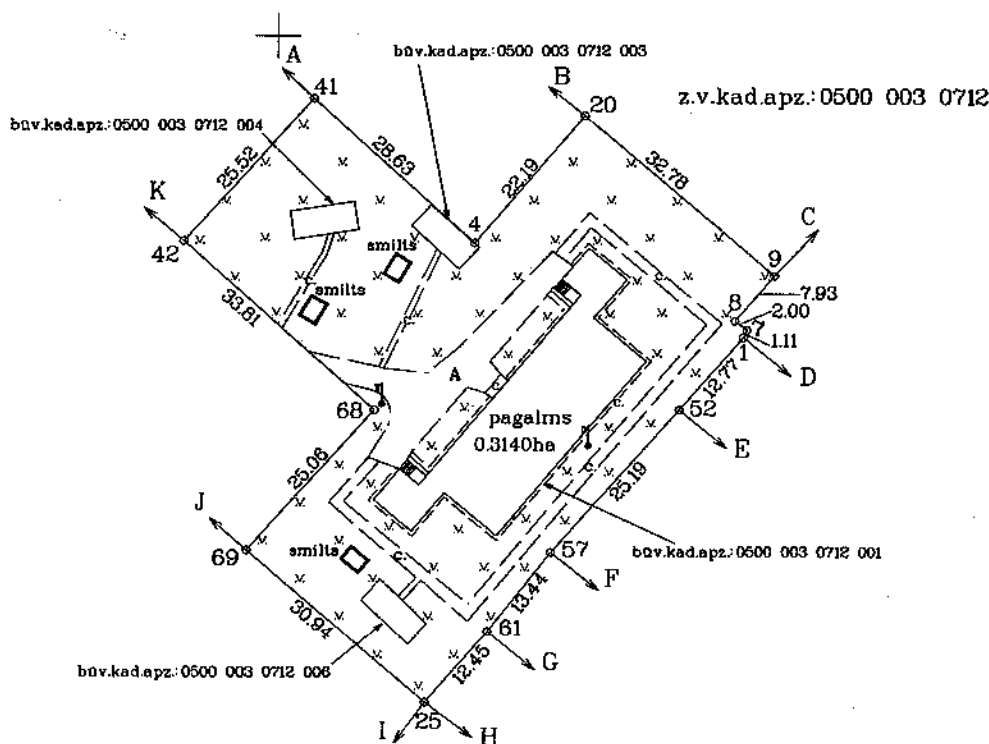 A
41
būv.kad.apz.:0500 003 0712 003
B
20
z.v.kad.apz.:0500 003 0712
būv.kad.apz.:0500 003 0712 004
25.52
28.63
22.19
32.78
K
42
4
C
9
smilts
smilts
33.81
8
7.93
2.00
7
1.11
1
D
12.77
A
c.
c.
c.
c.
c.
c.
c.
68
pagalms
0.3140ha
52
E
25.06
25.19
J
69
smilts
būv.kad.apz.:0500 003 0712 001
57
F
30.94
13.44
61
G
būv.kad.apz.:0500 003 0712 006
12.45
25
I
H